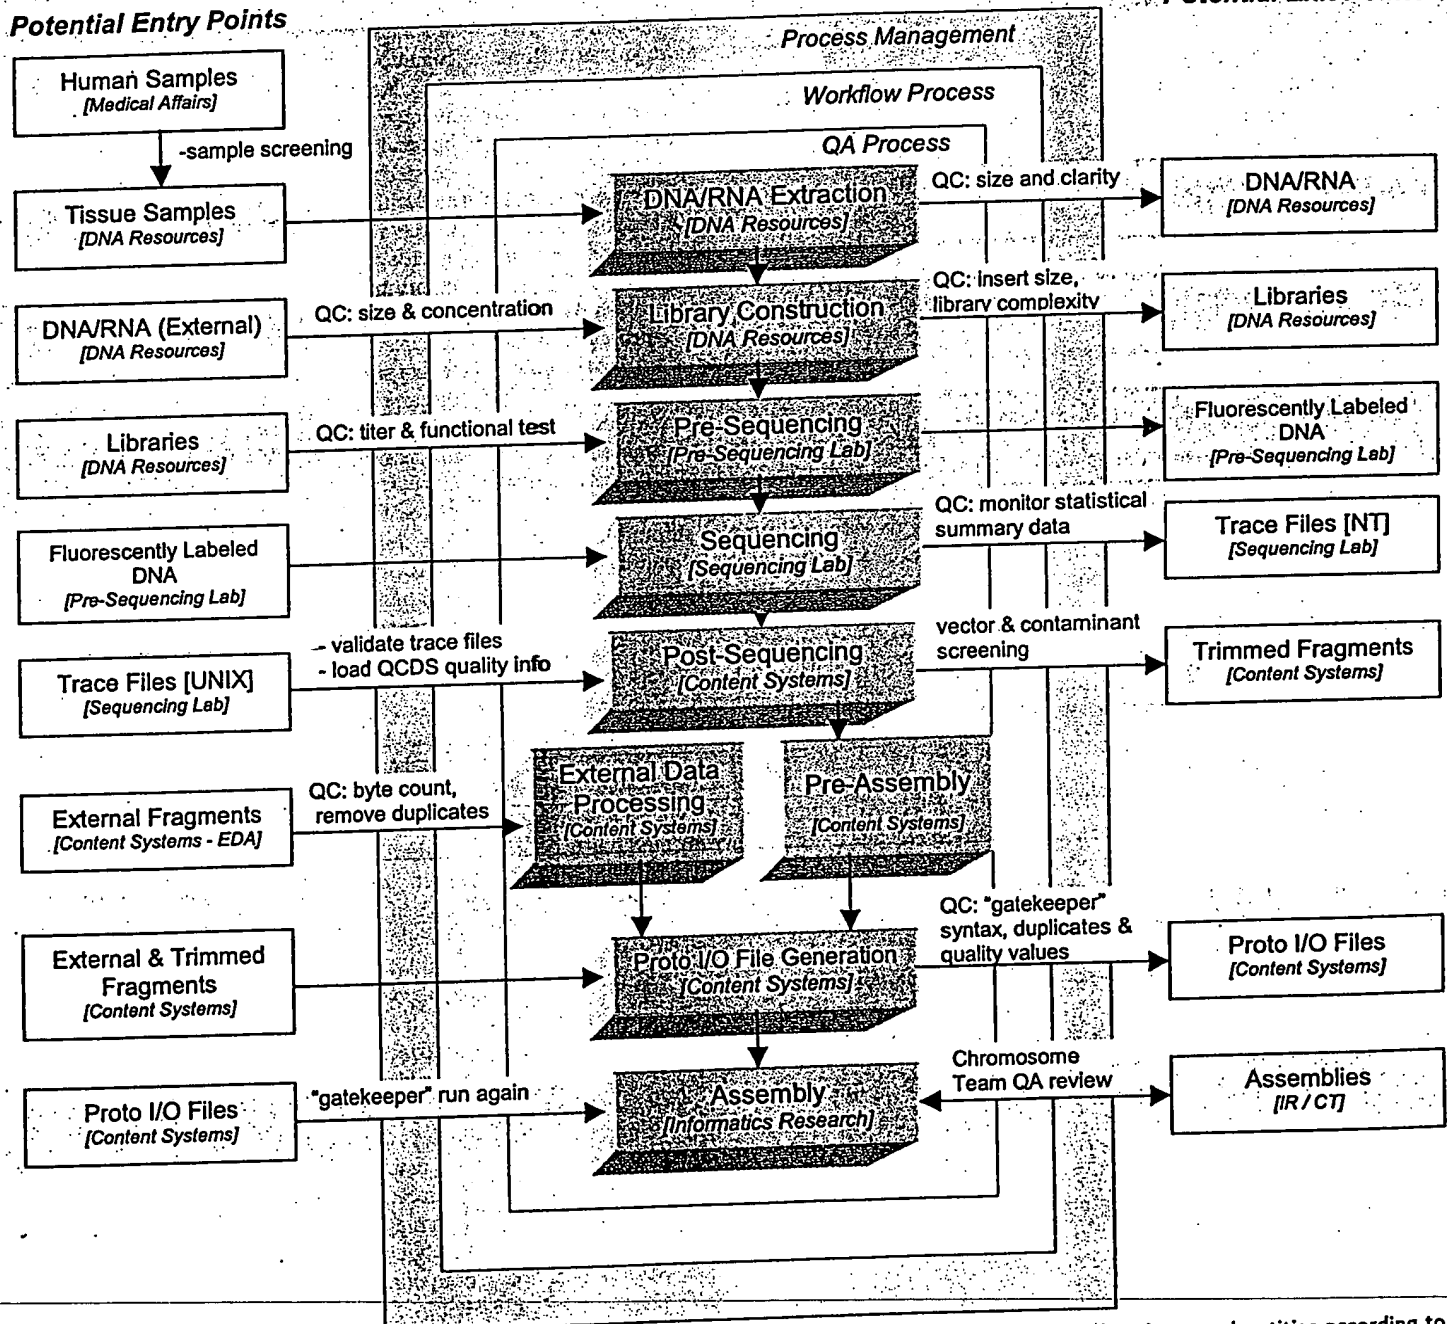 Potential Entry Points
Process Management
Workflow Process
QA Process
Human Samples
[Medical Affairs]
-sample screening
Tissue Samples
[DNA Resources]
DNA/RNA Extraction
[DNA Resources]
QC: size and clarity
DNA/RNA
[DNA Resources]
DNA/RNA (External)
[DNA Resources]
QC: size & concentration
Library Construction
[DNA Resources]
QC: insert size,
library complexity
Libraries
[DNA Resources]
Libraries
[DNA Resources]
QC: titer & functional test
Pre-Sequencing
[Pre-Sequencing Lab]
Fluorescently Labeled
DNA
[Pre-Sequencing Lab]
Fluorescently Labeled
DNA
[Pre-Sequencing Lab]
Sequencing
[Sequencing Lab]
QC: monitor statistical
summary data
Trace Files [NT]
[Sequencing Lab]
Trace Files [UNIX]
[Sequencing Lab]
- validate trace files
- load QCDS quality info
Post-Sequencing
[Content Systems]
vector & contaminant
screening
Trimmed Fragments
[Content Systems]
External Fragments
[Content Systems - EDA]
QC: byte count,
remove duplicates
External Data
Processing
[Content Systems]
Pre-Assembly
[Content Systems]
External & Trimmed
Fragments
[Content Systems]
Proto I/O File Generation
[Content Systems]
QC: "gatekeeper"
syntax, duplicates &
quality values
Proto I/O Files
[Content Systems]
Proto I/O Files
[Content Systems]
"gatekeeper" run again
Assembly
[Informatics Research]
Chromosome
Team QA review
Assemblies
[IR / CT]